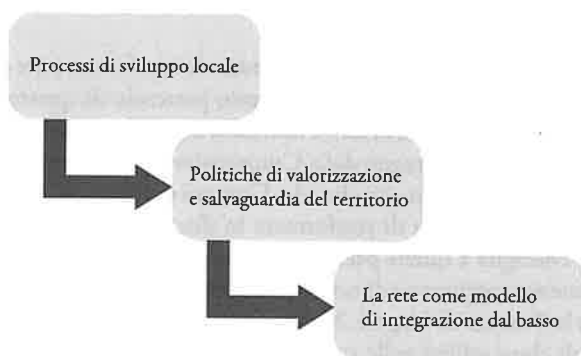 Processi di sviluppo locale
Politiche di valorizzazione
e salvaguardia del territorio
La rete come modello
di integrazione dal basso